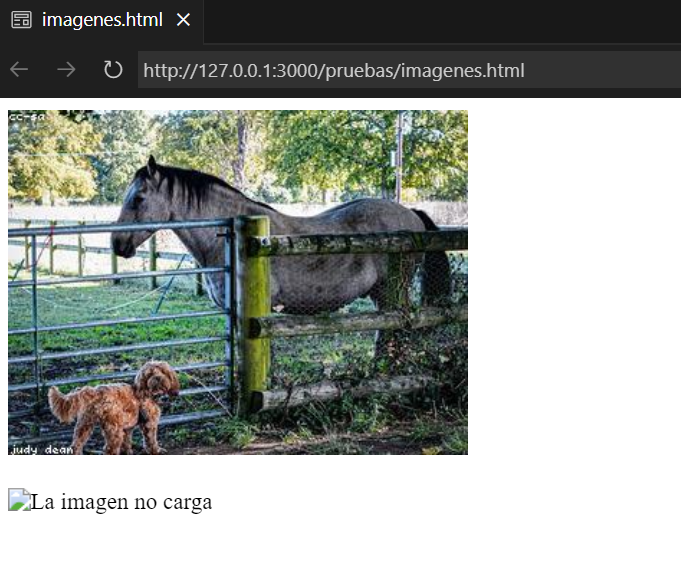 imagenes.html
http://127.0.0.1:3000/pruebas/imagenes.html
cc-sa
judy dean
La imagen no carga